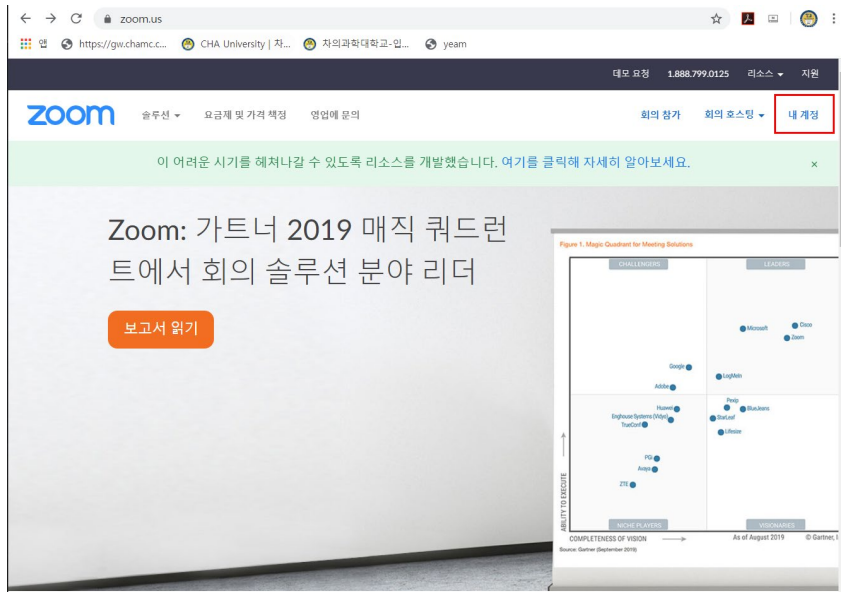 zoom.us
앱 https://gw.chamc.c... CHA University | 차... 차의과학대학교-입... yeam
데모 요청 1.888.799.0125 리소스 지원
zoom 솔루션 요금제 및 가격 책정 영업에 문의 회의 참가 회의 호스팅 내 계정
이 어려운 시기를 헤쳐나갈 수 있도록 리소스를 개발했습니다. 여기를 클릭해 자세히 알아보세요. ×
Zoom: 가트너 2019 매직 쿼드런
트에서 회의 솔루션 분야 리더
보고서 읽기
Figure 1. Magic Quadrant for Meeting Solutions
CHALLENGERS LEADERS
Microsoft Cisco
Zoom
Google
LogMeIn
Adobe
Pexip
Huawei BlueJeans
Enghouse Systems (Vidyo) StarLeaf
TrueConf
Lifesize
PGi
Avaya
ZTE
ABILITY TO EXECUTE
NICHE PLAYERS VISIONARIES
COMPLETENESS OF VISION As of August 2019 © Gartner, I
Source: Gartner (September 2019)